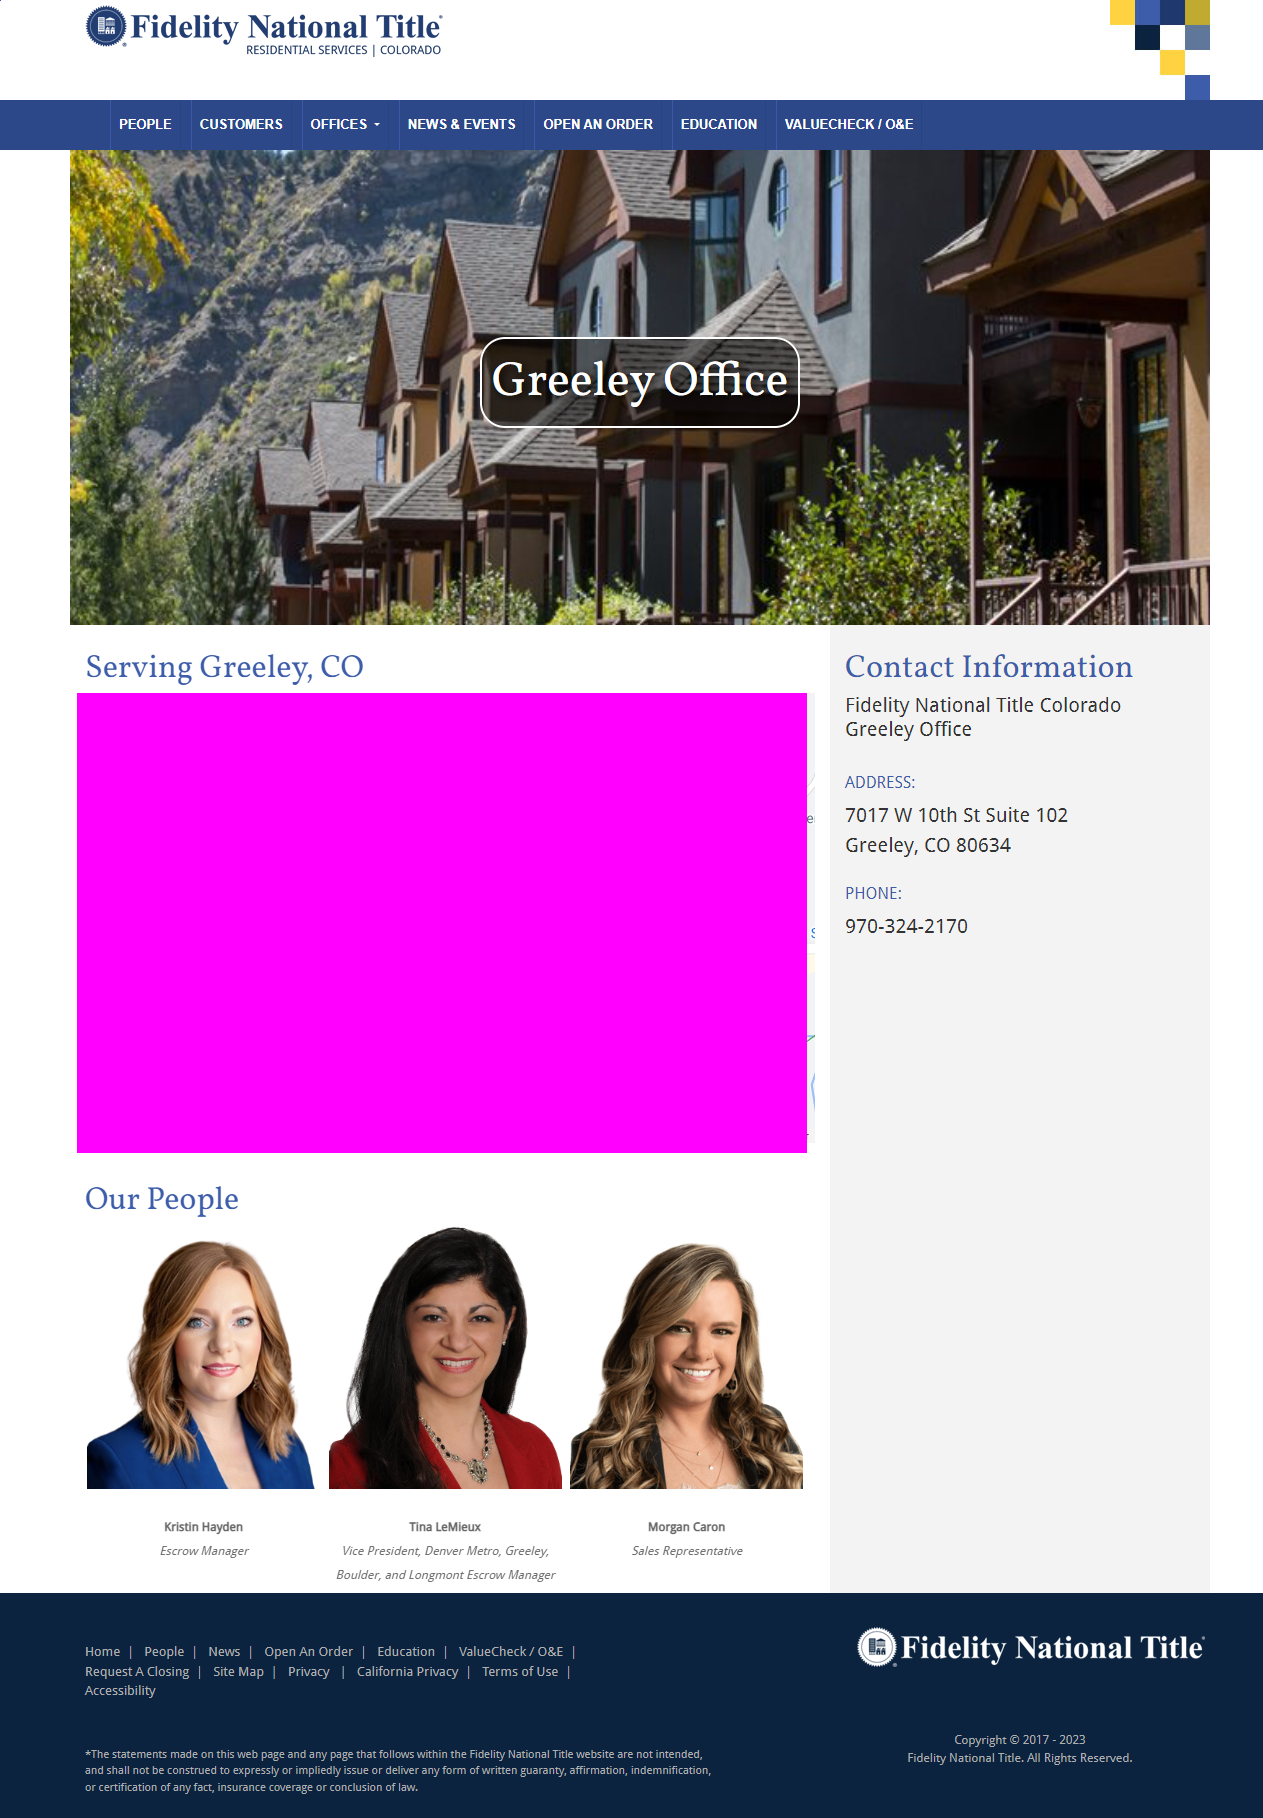 Fidelity National Title
RESIDENTIAL SERVICES | COLORADO
PEOPLE
CUSTOMERS
OFFICES
NEWS & EVENTS
OPEN AN ORDER
EDUCATION
VALUECHECK / O&E
Greeley Office
Serving Greeley, CO
Contact Information
Fidelity National Title Colorado
Greeley Office
ADDRESS:
7017 W 10th St Suite 102
Greeley, CO 80634
PHONE:
970-324-2170
Our People
Kristin Hayden
Escrow Manager
Tina LeMieux
Vice President, Denver Metro, Greeley,
Boulder, and Longmont Escrow Manager
Morgan Caron
Sales Representative
Home | People | News | Open An Order | Education | ValueCheck / O&E |
Request A Closing | Site Map | Privacy | California Privacy | Terms of Use |
Accessibility
*The statements made on this web page and any page that follows within the Fidelity National Title website are not intended,
and shall not be construed to expressly or impliedly issue or deliver any form of written guaranty, affirmation, indemnification,
or certification of any fact, insurance coverage or conclusion of law.
Fidelity National Title
Copyright © 2017 - 2023
Fidelity National Title. All Rights Reserved.